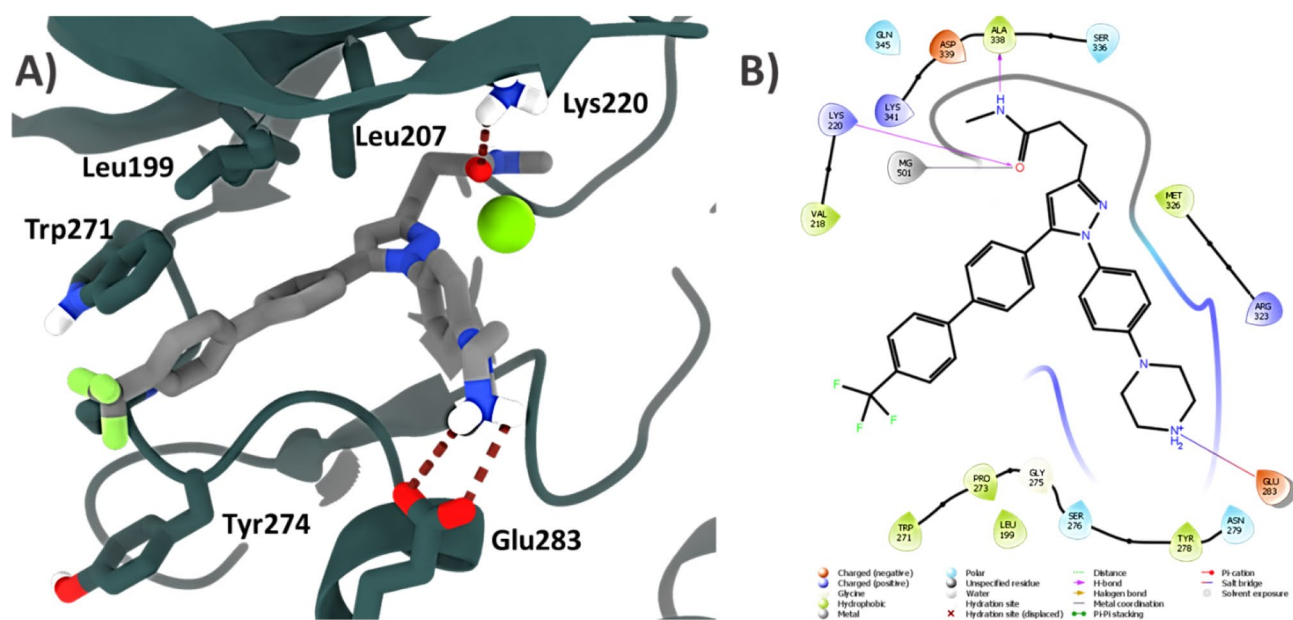 A)
Lys220
Leu207
Leu199
Trp271
Tyr274
Glu283
B)
GLN
345
ASP
339
ALA
338
SER
336
LYS
341
LYS
220
MG
501
VAL
218
MET
326
ARG
323
H
N
O
N
N
N
N+
H2
F
F
F
GLU
283
PRO
273
GLY
275
TRP
271
LEU
199
SER
276
TYR
278
ASN
279
Charged (negative)
Charged (positive)
Glycine
Hydrophobic
Metal
Polar
Unspecified residue
Water
Hydration site
Hydration site (displaced)
Distance
H-bond
Halogen bond
Metal coordination
Pi-Pi stacking
Pi-cation
Salt bridge
Solvent exposure